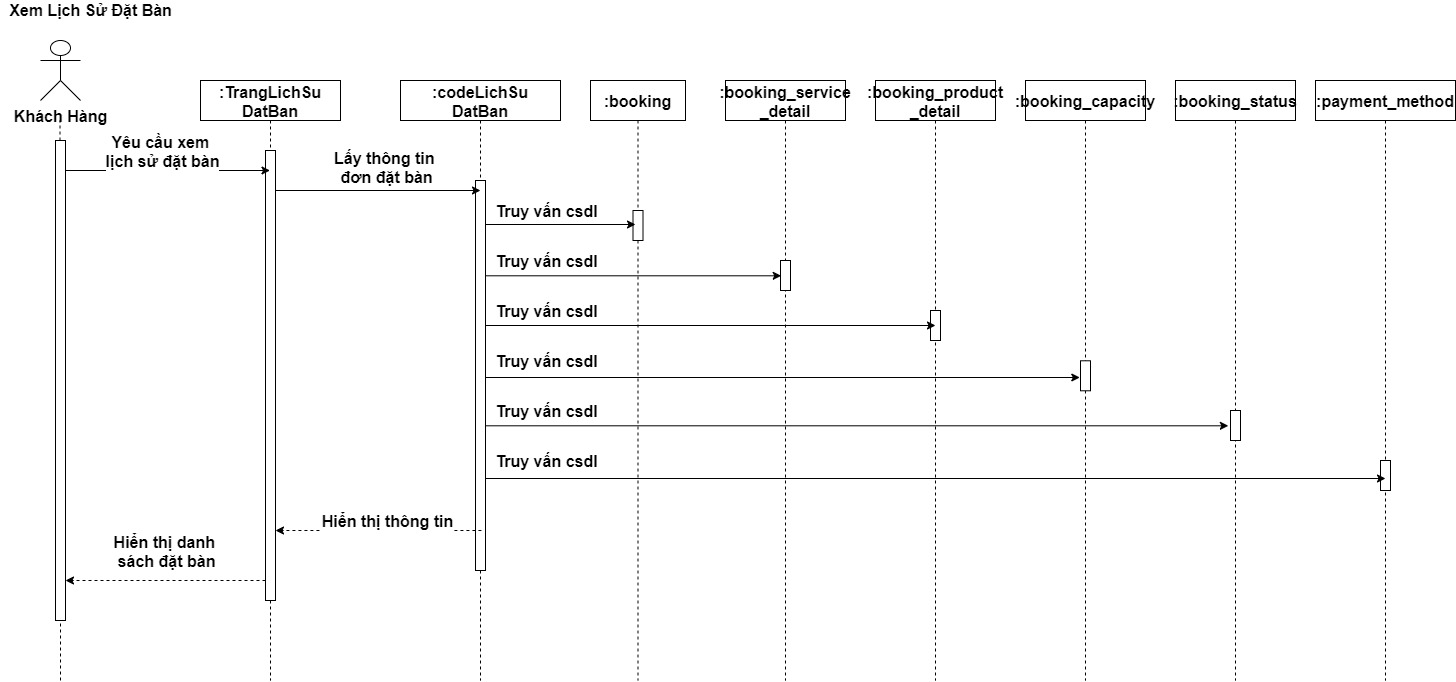 Xem Lịch Sử Đặt Bàn
Khách Hàng
:TrangLichSu
DatBan
:codeLichSu
DatBan
:booking
:booking_service
_detail
:booking_product
_detail
:booking_capacity
:booking_status
:payment_method
Yêu cầu xem
lịch sử đặt bàn
Lấy thông tin
đơn đặt bàn
Truy vấn csdl
Truy vấn csdl
Truy vấn csdl
Truy vấn csdl
Truy vấn csdl
Truy vấn csdl
Hiển thị thông tin
Hiển thị danh
sách đặt bàn